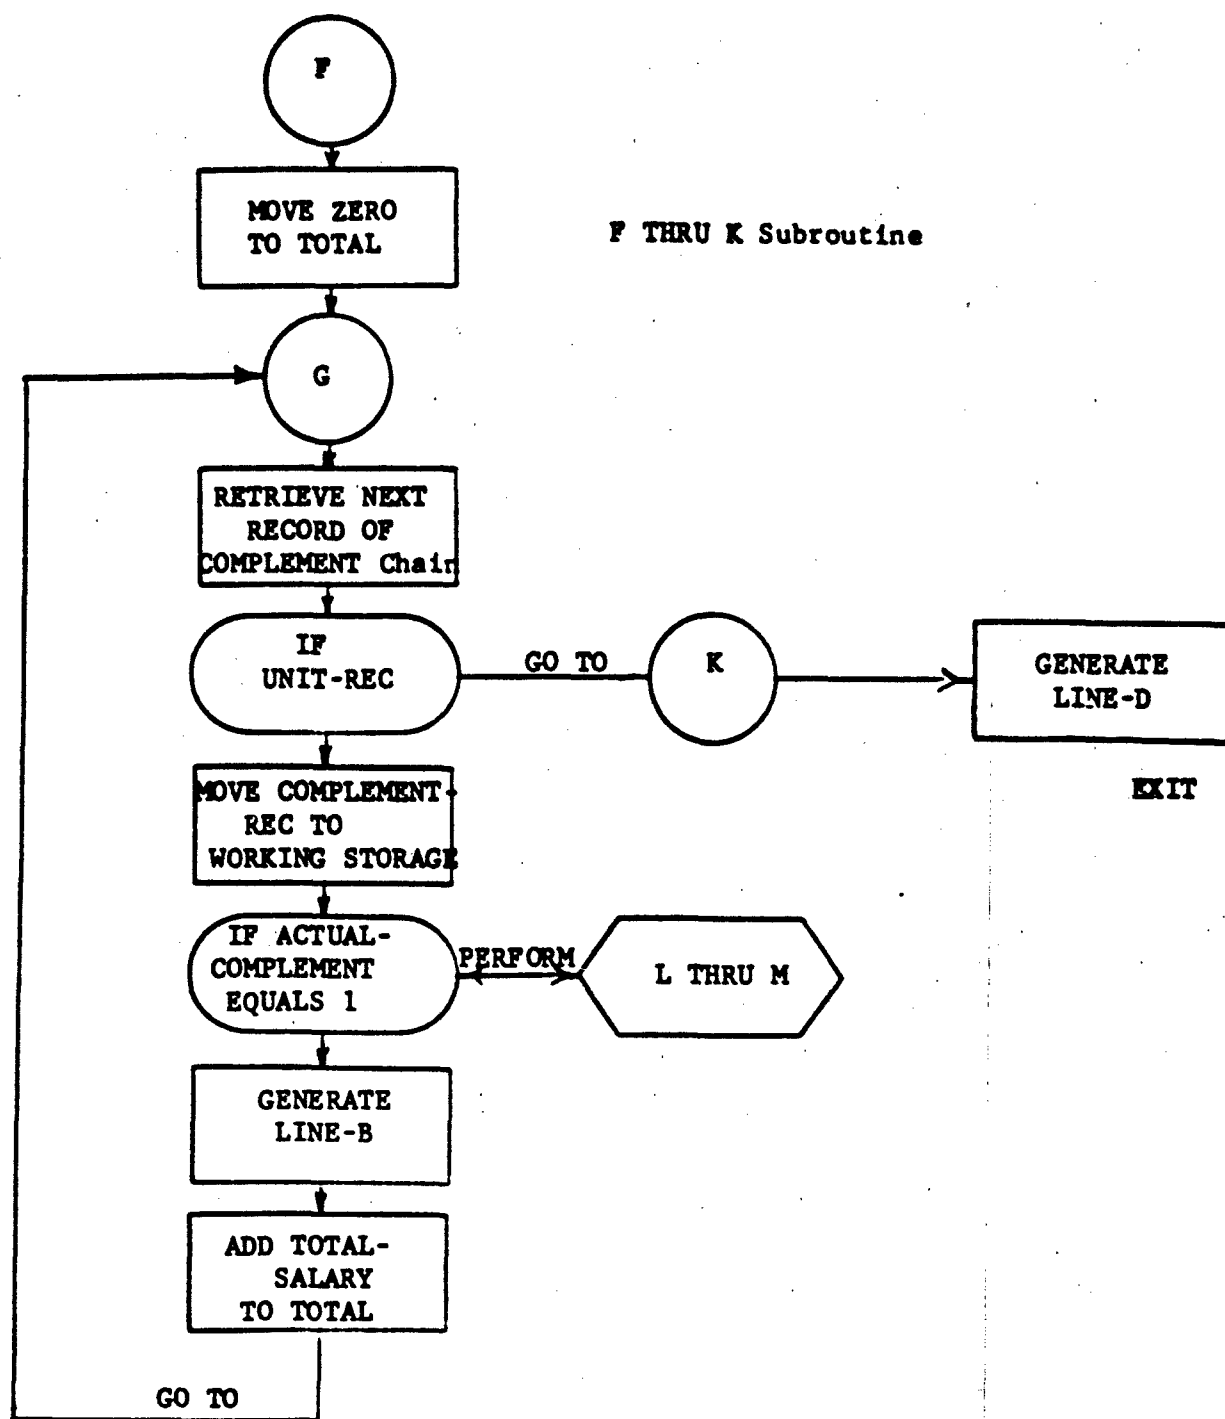 F
MOVE ZERO
TO TOTAL
F THRU K Subroutine
G
RETRIEVE NEXT
RECORD OF
COMPLEMENT Chain
IF
UNIT-REC
GO TO
K
GENERATE
LINE-D
EXIT
MOVE COMPLEMENT-
REC TO
WORKING STORAGE
IF ACTUAL-
COMPLEMENT
EQUALS 1
PERFORM
L THRU M
GENERATE
LINE-B
ADD TOTAL-
SALARY
TO TOTAL
GO TO